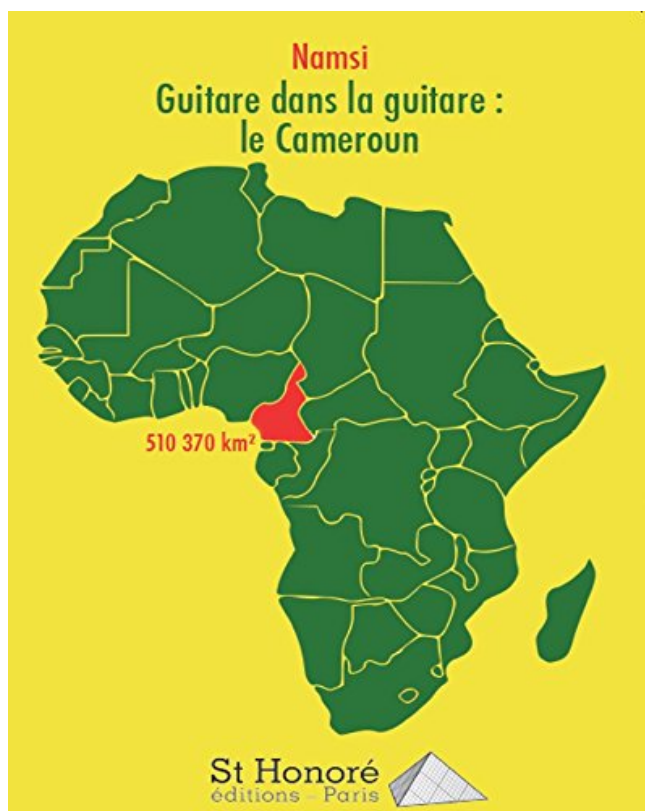 Namsi
Guitare dans la guitare :
le Cameroun
510 370 km²
St Honoré
éditions – Paris